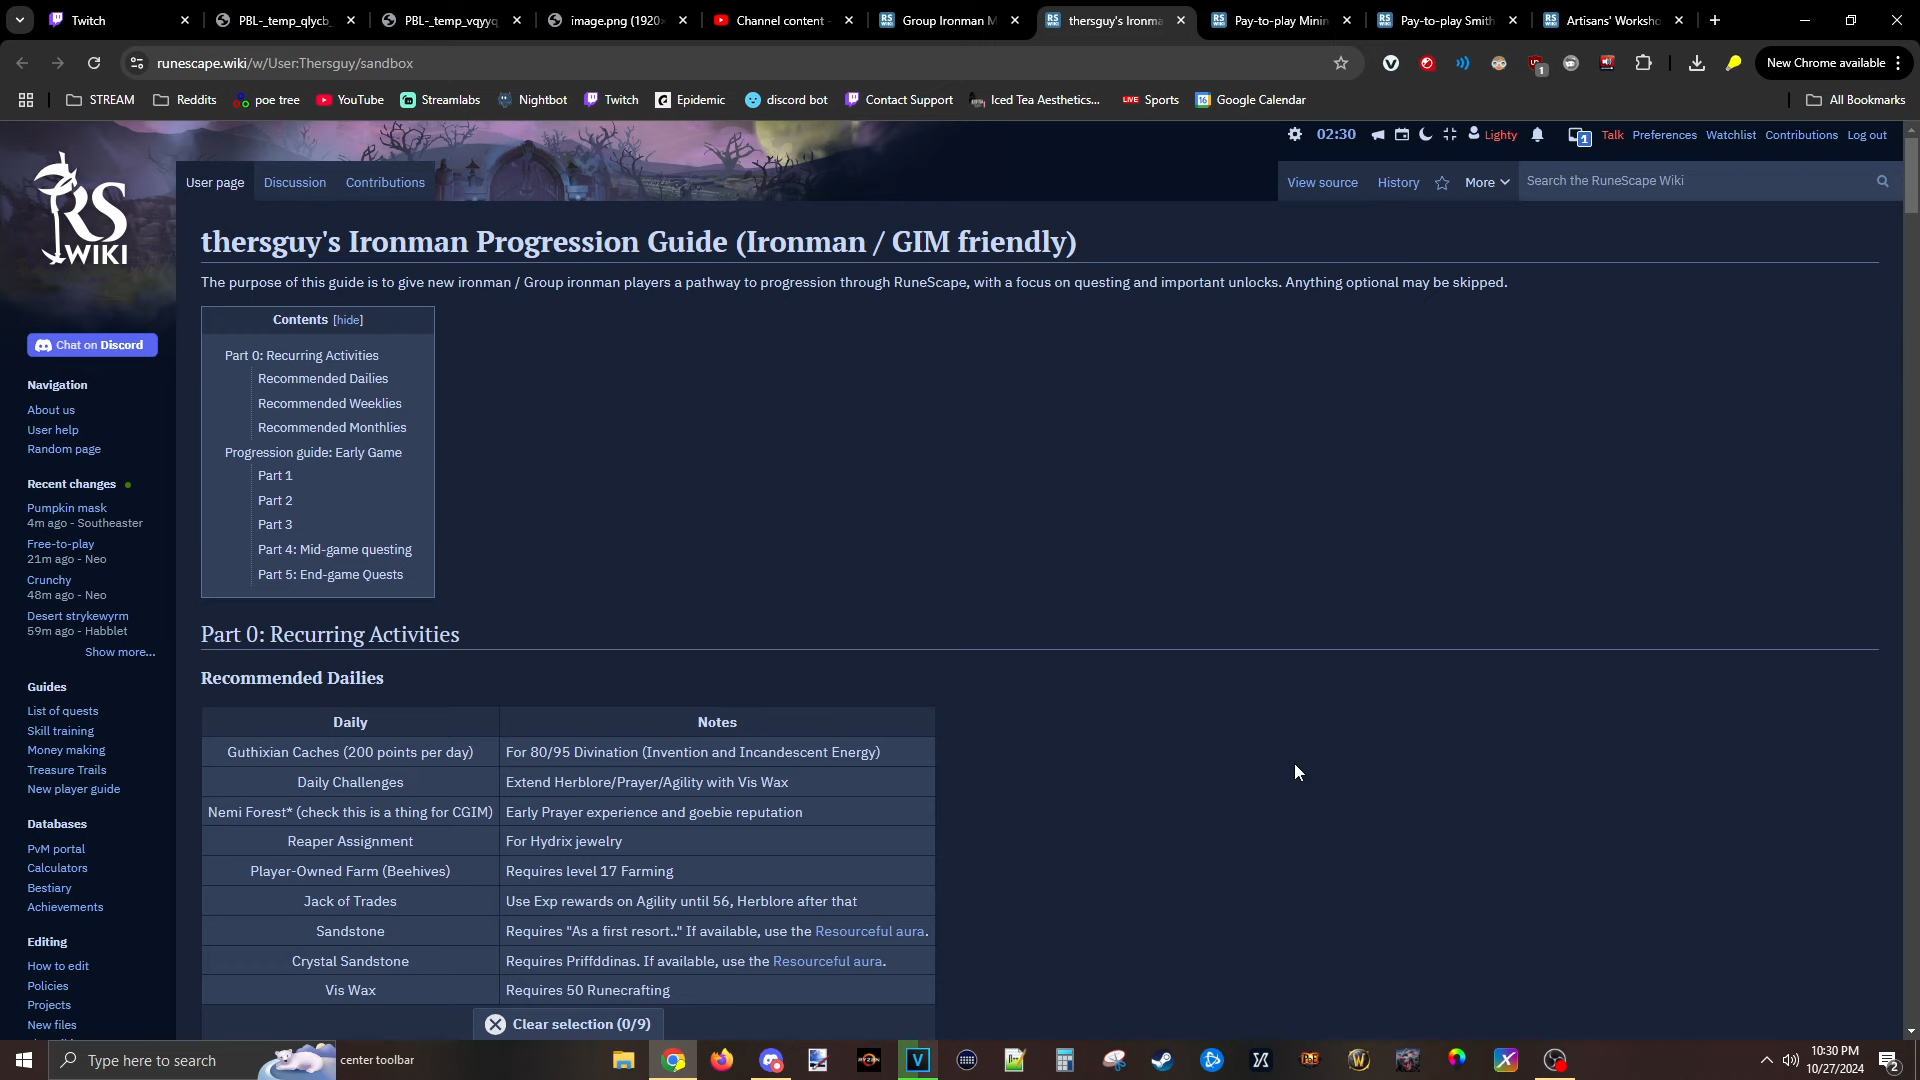 Twitch
PBL-_temp_qlycb_
PBL-_temp_vqyyq
image.png (1920×
Channel content -
Group Ironman M
thersguy's Ironma
Pay-to-play Minin
Pay-to-play Smith
Artisans' Worksho
runescape.wiki/w/User:Thersguy/sandbox
New Chrome available
STREAM
Reddits
poe tree
YouTube
Streamlabs
Nightbot
Twitch
Epidemic
discord bot
Contact Support
Iced Tea Aesthetics...
LIVE Sports
Google Calendar
All Bookmarks
02:30
Lighty
1
Talk
Preferences
Watchlist
Contributions
Log out
RS
WIKI
User page
Discussion
Contributions
View source
History
More
Search the RuneScape Wiki
thersguy's Ironman Progression Guide (Ironman / GIM friendly)
The purpose of this guide is to give new ironman / Group ironman players a pathway to progression through RuneScape, with a focus on questing and important unlocks. Anything optional may be skipped.
Contents [hide]
Part 0: Recurring Activities
Recommended Dailies
Recommended Weeklies
Recommended Monthlies
Progression guide: Early Game
Part 1
Part 2
Part 3
Part 4: Mid-game questing
Part 5: End-game Quests
Chat on Discord
Navigation
About us
User help
Random page
Recent changes
Pumpkin mask
4m ago - Southeaster
Free-to-play
21m ago - Neo
Crunchy
48m ago - Neo
Desert strykewyrm
59m ago - Habblet
Show more...
Guides
List of quests
Skill training
Money making
Treasure Trails
New player guide
Databases
PvM portal
Calculators
Bestiary
Achievements
Editing
How to edit
Policies
Projects
New files
Part 0: Recurring Activities
Recommended Dailies
Daily Notes
Guthixian Caches (200 points per day) For 80/95 Divination (Invention and Incandescent Energy)
Daily Challenges Extend Herblore/Prayer/Agility with Vis Wax
Nemi Forest* (check this is a thing for CGIM) Early Prayer experience and goebie reputation
Reaper Assignment For Hydrix jewelry
Player-Owned Farm (Beehives) Requires level 17 Farming
Jack of Trades Use Exp rewards on Agility until 56, Herblore after that
Sandstone Requires "As a first resort.." If available, use the Resourceful aura.
Crystal Sandstone Requires Priffddinas. If available, use the Resourceful aura.
Vis Wax Requires 50 Runecrafting
Clear selection (0/9)
Type here to search
center toolbar
10:30 PM
10/27/2024
2